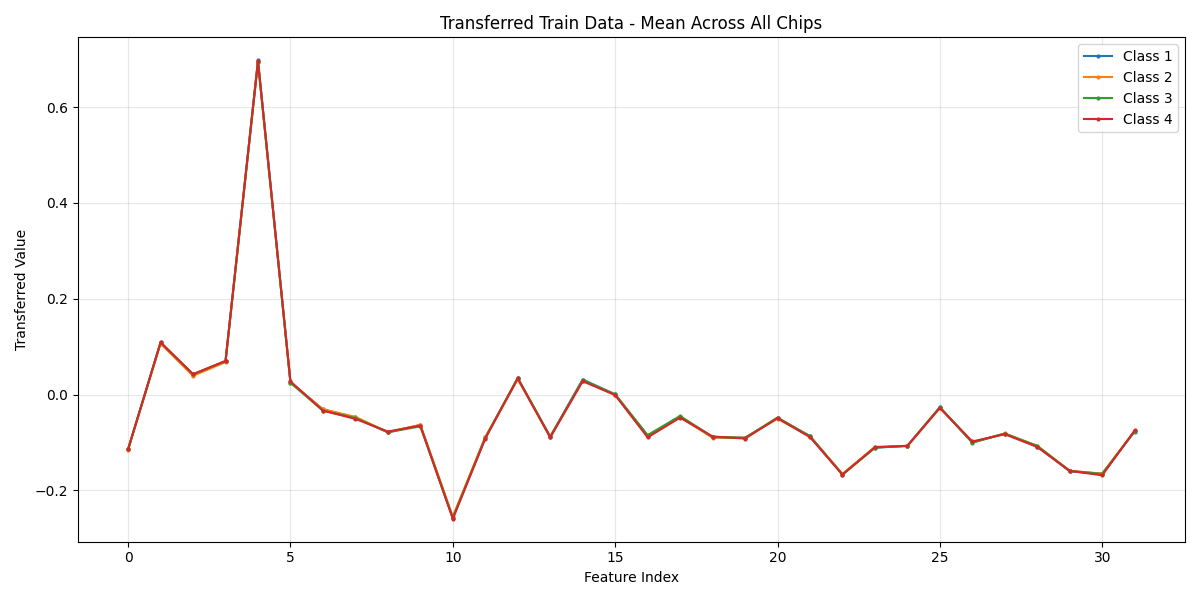 Transferred Train Data - Mean Across All Chips
Class 1
Class 2
Class 3
Class 4
Transferred Value
0.6
0.4
0.2
0.0
−0.2
0 5 10 15 20 25 30
Feature Index